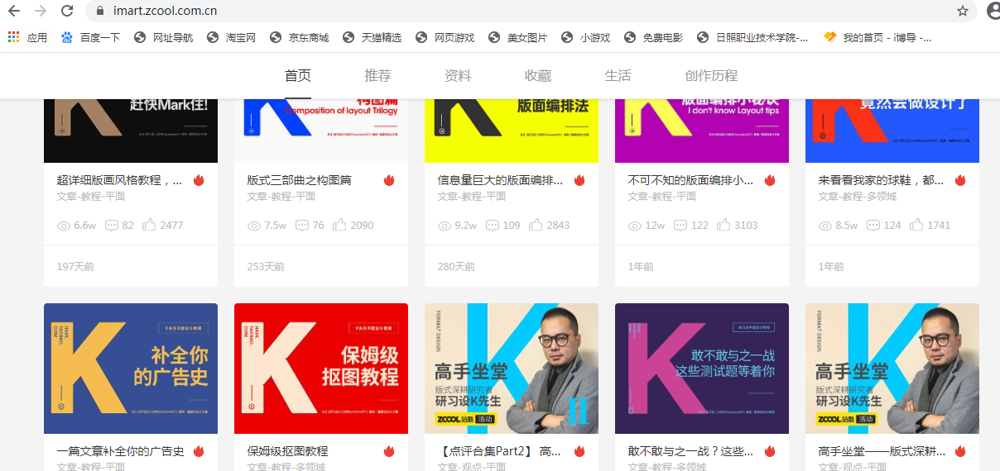 imart.zcool.com.cn
应用 百度一下 网址导航 淘宝网 京东商城 天猫精选 网页游戏 美女图片 小游戏 免费电影 日照职业技术学院-... 我的首页 - i博导 -...
首页 推荐 资料 收藏 生活 创作历程
赶快Mark住!
构图篇
Composition of layout Trilogy
版面编排法
版面编排小秘诀
I don't know Layout tips
竟然会做设计了
超详细版画风格教程，... 版式三部曲之构图篇 信息量巨大的版面编排... 不可不知的版面编排小... 来看看我家的球鞋，都...
文章-教程-平面 文章-教程-平面 文章-教程-平面 文章-教程-平面 文章-教程-多领域
6.6w 82 2477 7.5w 76 2090 9.2w 109 2843 12w 122 3103 8.5w 124 1741
197天前 253天前 280天前 1年前 1年前
K
HAIIE.
TAOBAO.
COM
K先生平面设计教程
补全你
的广告史
K
HAIIE.
TAOBAO.
COM
K先生平面设计教程
保姆级
抠图教程
FORMAT DESIGN
高手坐堂
版式深耕研究者
研习设K先生
ZCOOL 站酷 活动
II
K
研习设平面设计教程
敢不敢与之一战
这些测试题等着你
FORMAT DESIGN
高手坐堂
版式深耕研究者
研习设K先生
ZCOOL 站酷 活动
一篇文章补全你的广告史 保姆级抠图教程 【点评合集Part2】 高... 敢不敢与之一战？这些... 高手坐堂——版式深耕...
文章-教程-平面 文章-教程-多领域 文章-观点-平面 文章-教程-多领域 文章-观点-平面